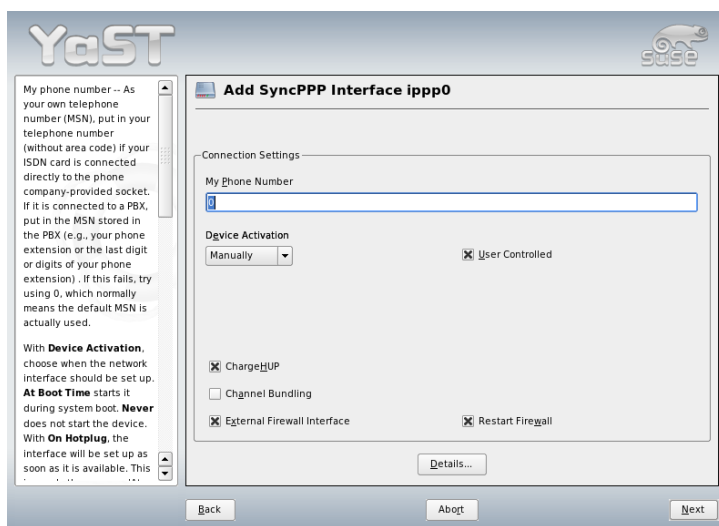 YaST
SUSE
My phone number -- As
your own telephone
number (MSN), put in your
telephone number
(without area code) if your
ISDN card is connected
directly to the phone
company-provided socket.
If it is connected to a PBX,
put in the MSN stored in
the PBX (e.g., your phone
extension or the last digit
or digits of your phone
extension) . If this fails, try
using 0, which normally
means the default MSN is
actually used.
With Device Activation,
choose when the network
interface should be set up.
At Boot Time starts it
during system boot. Never
does not start the device.
With On Hotplug, the
interface will be set up as
soon as it is available. This
Add SyncPPP Interface ippp0
Connection Settings
My Phone Number
0
Device Activation
Manually
User Controlled
ChargeHUP
Channel Bundling
External Firewall Interface
Restart Firewall
Details...
Back
Abort
Next